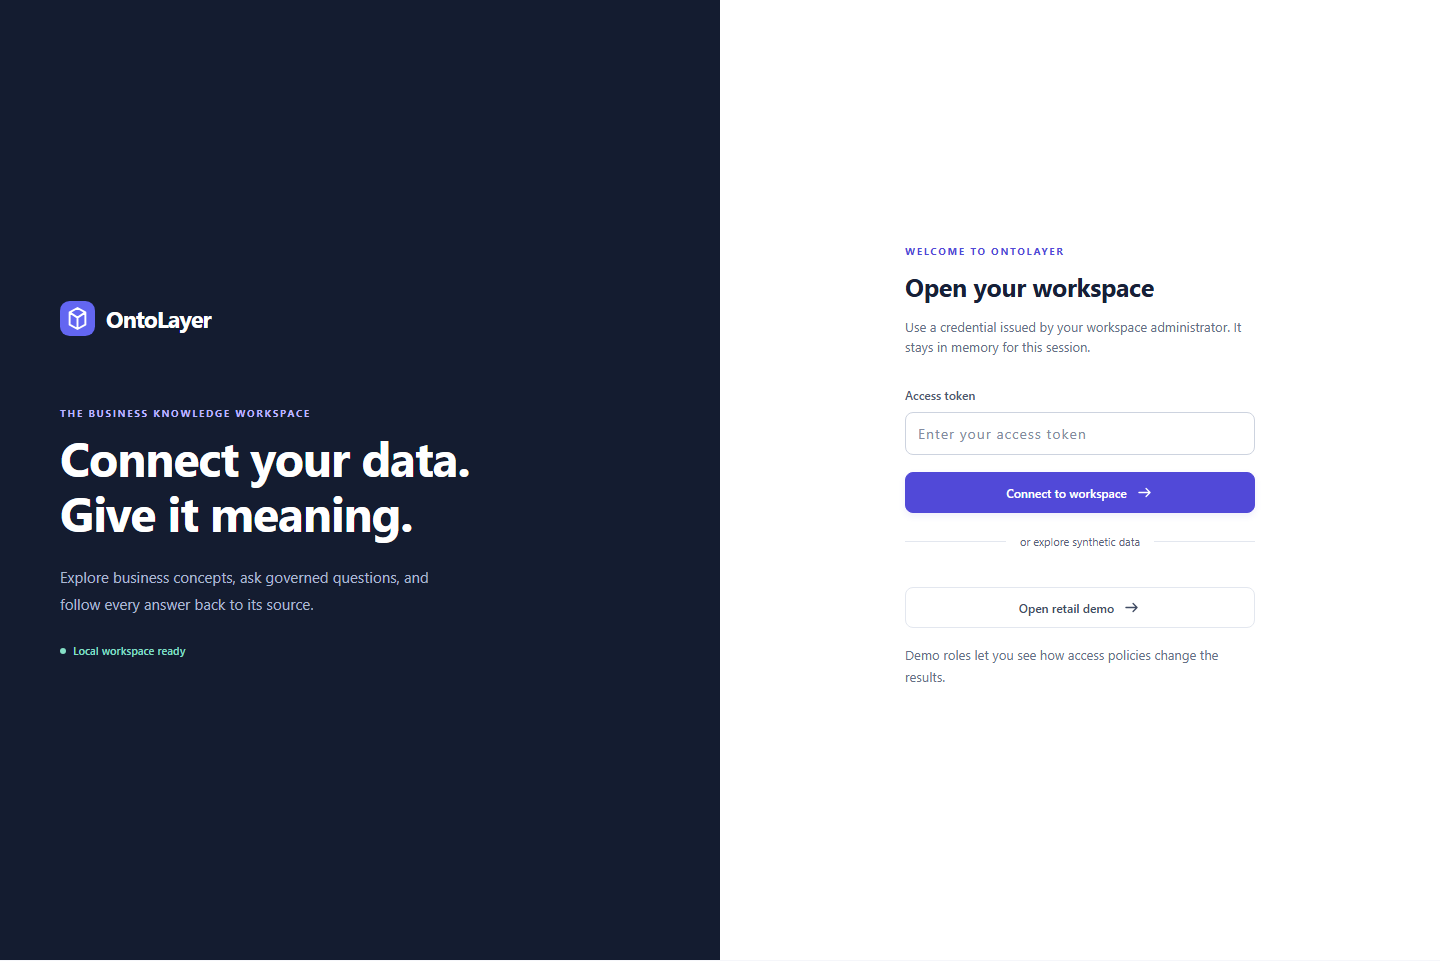 OntoLayer
THE BUSINESS KNOWLEDGE WORKSPACE
Connect your data.
Give it meaning.
Explore business concepts, ask governed questions, and
follow every answer back to its source.
Local workspace ready
WELCOME TO ONTOLAYER
Open your workspace
Use a credential issued by your workspace administrator. It
stays in memory for this session.
Access token
Enter your access token
Connect to workspace →
or explore synthetic data
Open retail demo →
Demo roles let you see how access policies change the
results.